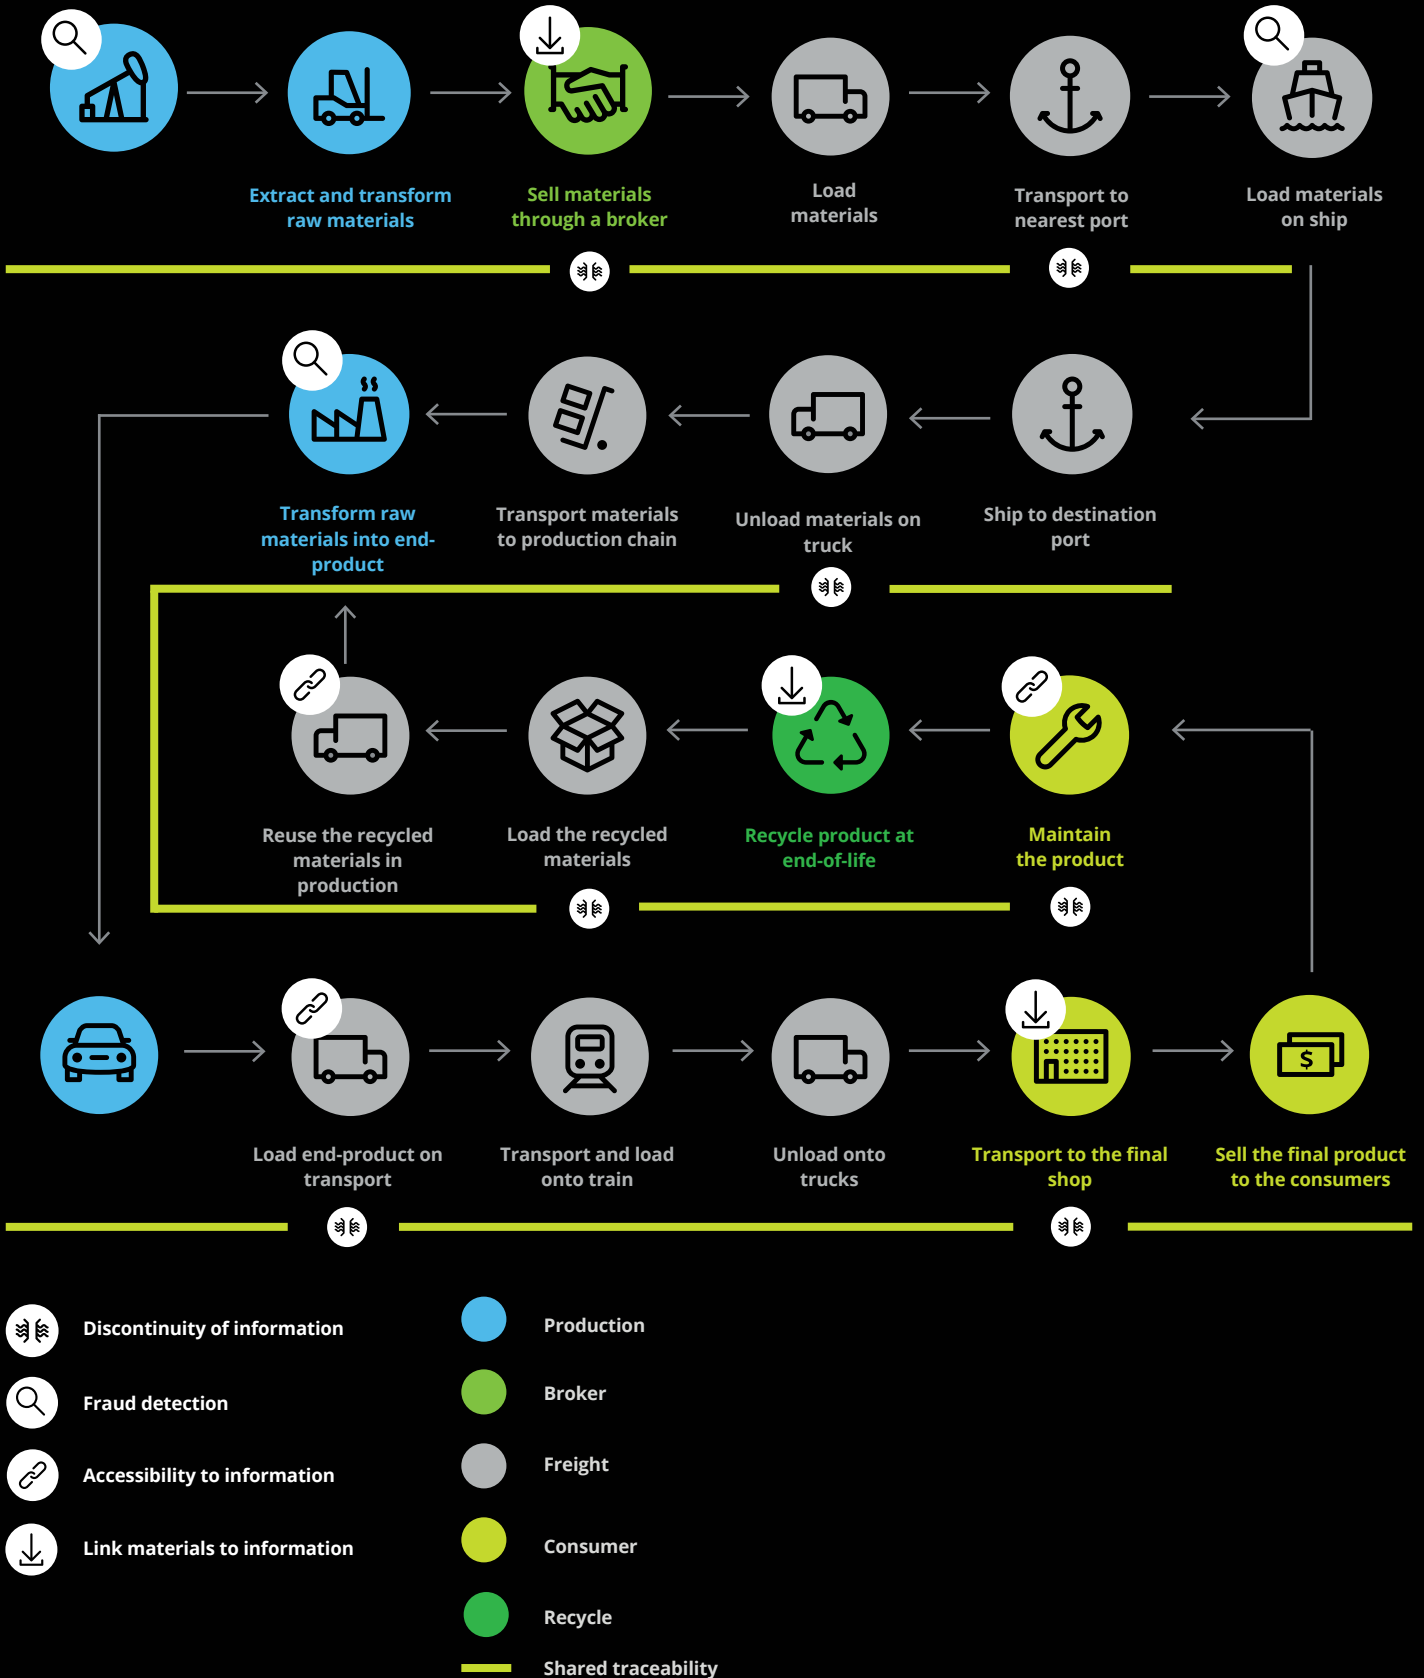 Extract and transform
raw materials
Sell materials
through a broker
Load
materials
Transport to
nearest port
Load materials
on ship
Transform raw
materials into end-
product
Transport materials
to production chain
Unload materials on
truck
Ship to destination
port
Reuse the recycled
materials in
production
Load the recycled
materials
Recycle product at
end-of-life
Maintain
the product
$
Load end-product on
transport
Transport and load
onto train
Unload onto
trucks
Transport to the final
shop
Sell the final product
to the consumers
Discontinuity of information
Fraud detection
Accessibility to information
Link materials to information
Production
Broker
Freight
Consumer
Recycle
Shared traceability